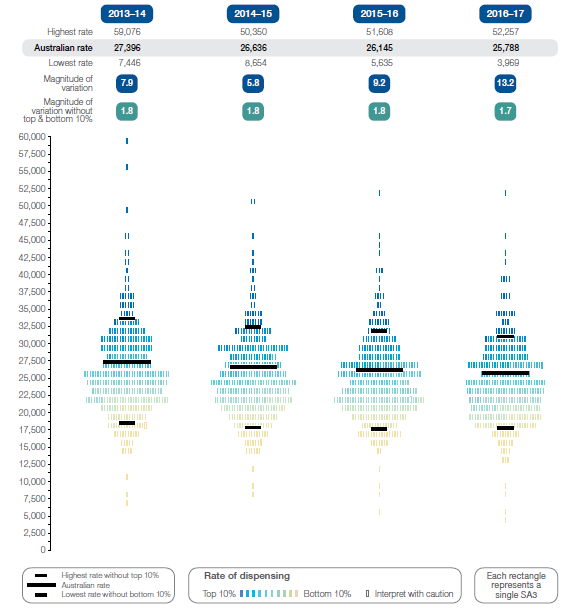 2013–14 2014–15 2015–16 2016–17
Highest rate 59,076 50,350 51,608 52,257
Australian rate 27,396 26,636 26,145 25,788
Lowest rate 7,446 8,654 5,635 3,969
Magnitude of
variation 7.9 5.8 9.2 13.2
Magnitude of
variation without
top & bottom 10% 1.8 1.8 1.8 1.7
60,000
57,500
55,000
52,500
50,000
47,500
45,000
42,500
40,000
37,500
35,000
32,500
30,000
27,500
25,000
22,500
20,000
17,500
15,000
12,500
10,000
7,500
5,000
2,500
0
Highest rate without top 10%
Australian rate
Lowest rate without bottom 10%
Rate of dispensing
Top 10% Bottom 10% Interpret with caution
Each rectangle
represents a
single SA3